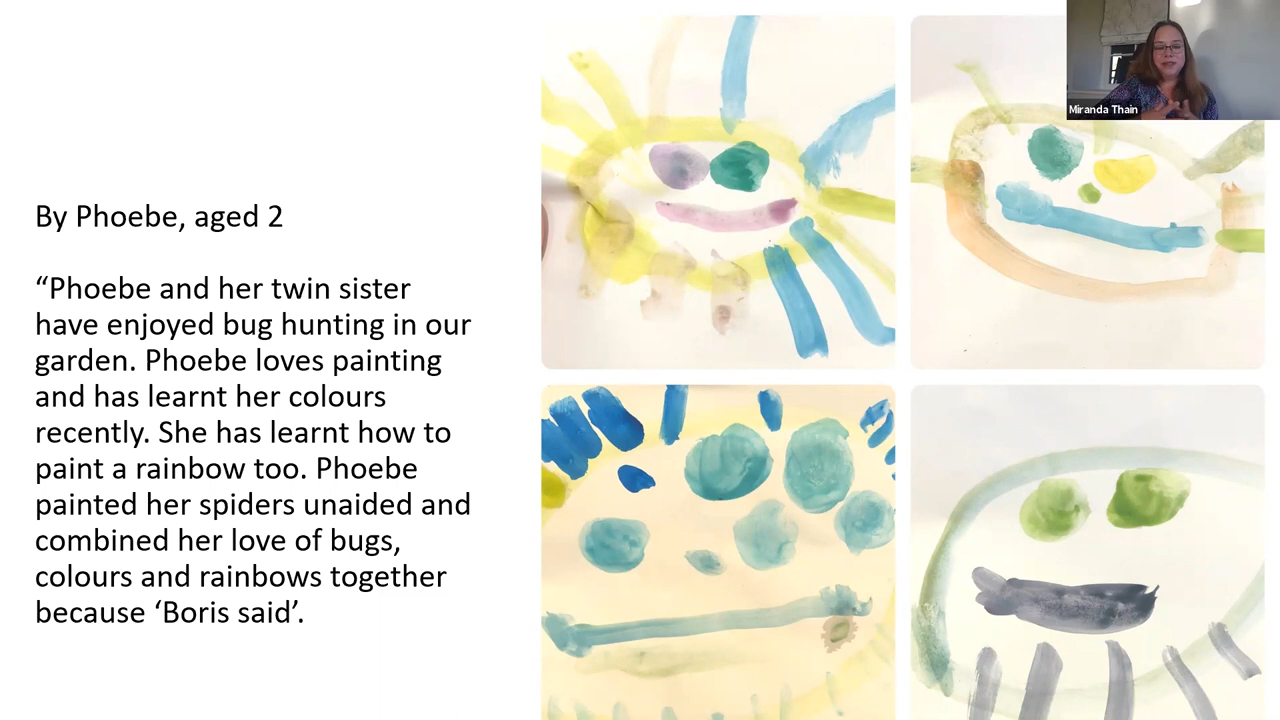 Miranda Thain
By Phoebe, aged 2
“Phoebe and her twin sister
have enjoyed bug hunting in our
garden. Phoebe loves painting
and has learnt her colours
recently. She has learnt how to
paint a rainbow too. Phoebe
painted her spiders unaided and
combined her love of bugs,
colours and rainbows together
because ‘Boris said’.